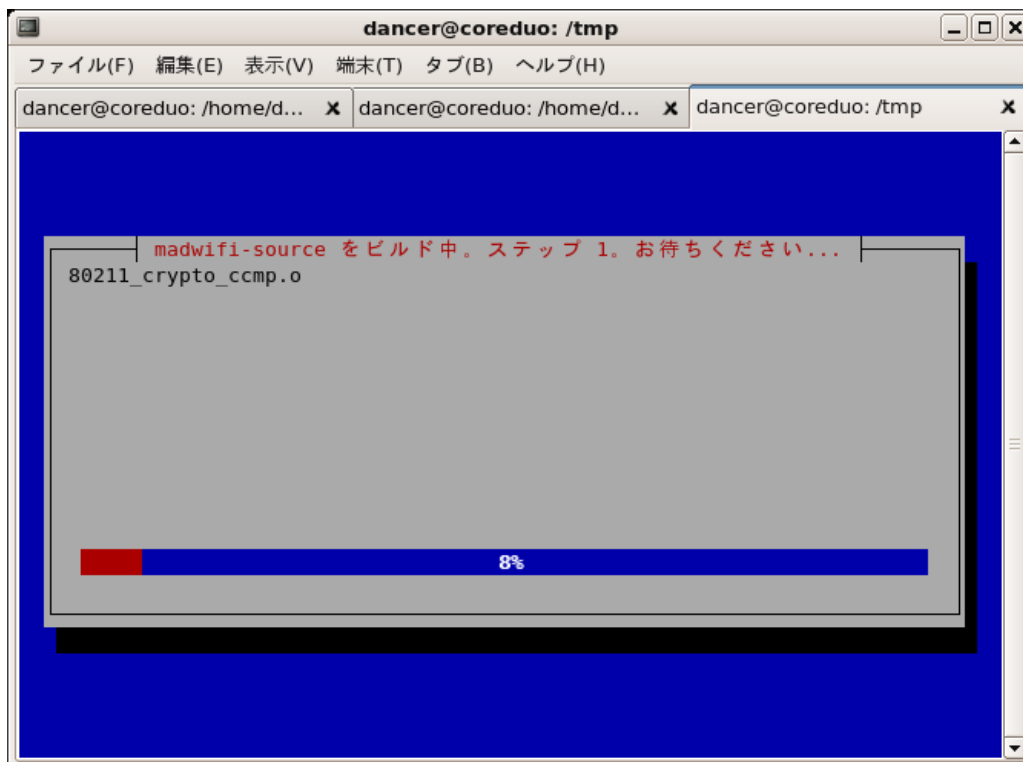 dancer@coreduo: /tmp
ファイル(F) 編集(E) 表示(V) 端末(T) タブ(B) ヘルプ(H)
dancer@coreduo: /home/d... dancer@coreduo: /home/d... dancer@coreduo: /tmp
madwifi-source をビルド中。ステップ 1。お待ちください...
80211_crypto_ccmp.o
8%